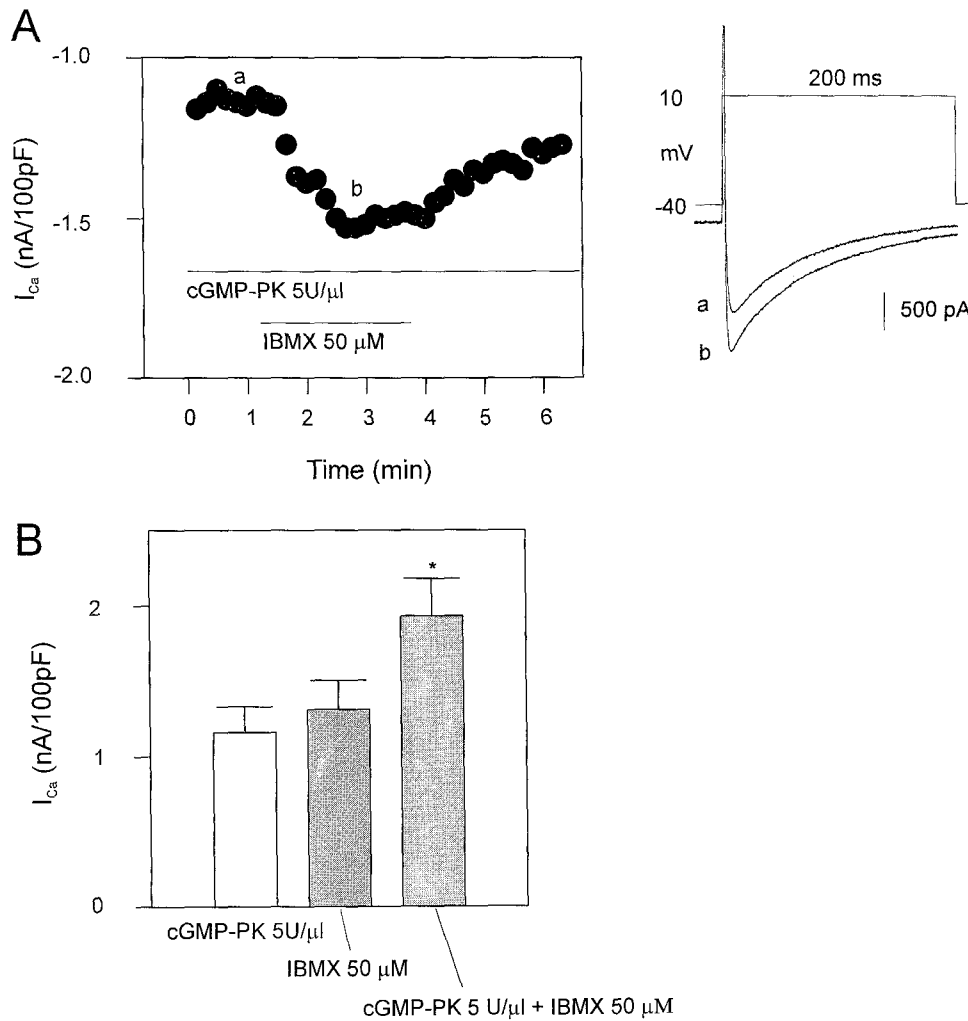 A
-1.0
-1.5
-2.0
I_Ca (nA/100pF)
a
b
cGMP-PK 5U/μl
IBMX 50 μM
0 1 2 3 4 5 6
Time (min)
200 ms
10
mV
-40
a
b
500 pA
B
2
1
0
I_Ca (nA/100pF)
*
cGMP-PK 5U/μl
IBMX 50 μM
cGMP-PK 5 U/μl + IBMX 50 μM